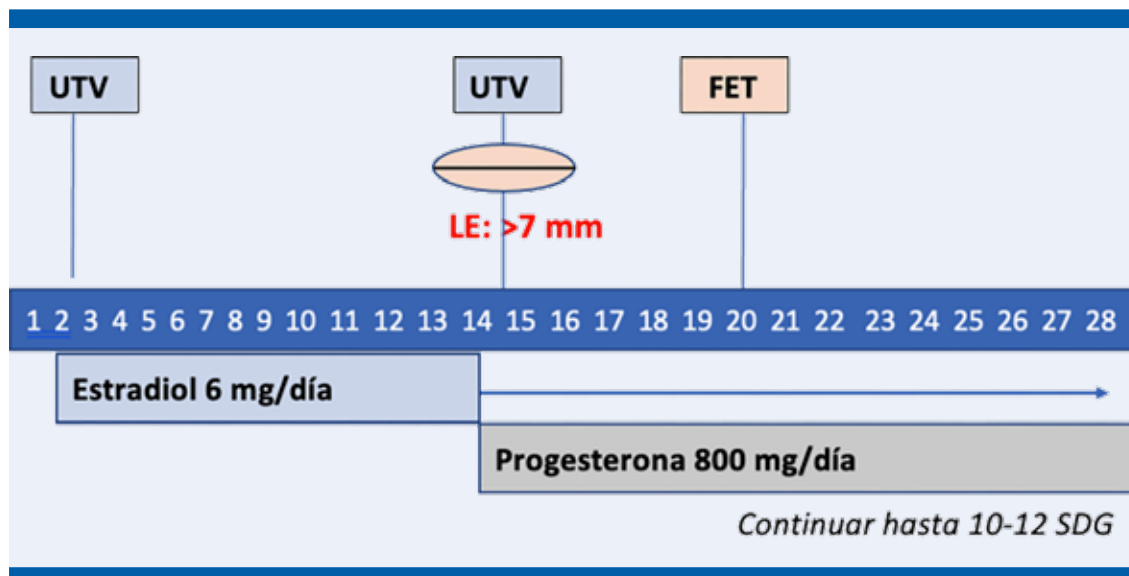 UTV
UTV
FET
LE: >7 mm
1 2 3 4 5 6 7 8 9 10 11 12 13 14 15 16 17 18 19 20 21 22 23 24 25 26 27 28
Estradiol 6 mg/día
Progesterona 800 mg/día
Continuar hasta 10-12 SDG